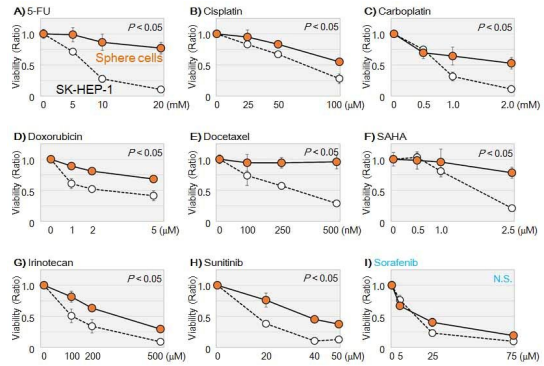 A) 5-FU
P < 0.05
Viability (Ratio)
1.0
0.5
0
Sphere cells
SK-HEP-1
0 5 10 20 (mM)
B) Cisplatin
P < 0.05
Viability (Ratio)
1.0
0.5
0
0 25 50 100 (μM)
C) Carboplatin
P < 0.05
Viability (Ratio)
1.0
0.5
0
0 0.5 1.0 2.0 (mM)
D) Doxorubicin
P < 0.05
Viability (Ratio)
1.0
0.5
0
0 1 2 5 (μM)
E) Docetaxel
P < 0.05
Viability (Ratio)
1.0
0.5
0
0 100 250 500 (nM)
F) SAHA
P < 0.05
Viability (Ratio)
1.0
0.5
0
0 0.5 1.0 2.5 (μM)
G) Irinotecan
P < 0.05
Viability (Ratio)
1.0
0.5
0
0 100 200 500 (μM)
H) Sunitinib
P < 0.05
Viability (Ratio)
1.0
0.5
0
0 20 40 50 (μM)
I) Sorafenib
N.S.
Viability (Ratio)
1.0
0.5
0
0 5 25 75 (μM)